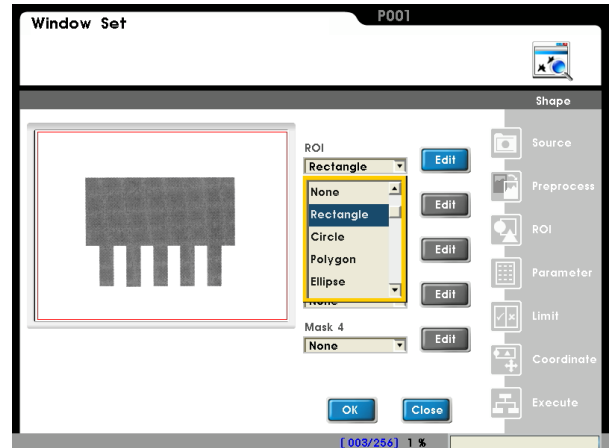 Window Set
P001
Shape
ROI
Rectangle
Edit
None
Rectangle
Circle
Polygon
Ellipse
Edit
Edit
Edit
Mask 4
None
Edit
OK
Close
Source
Preprocess
ROI
Parameter
Limit
Coordinate
Execute
[003/256] 1 %